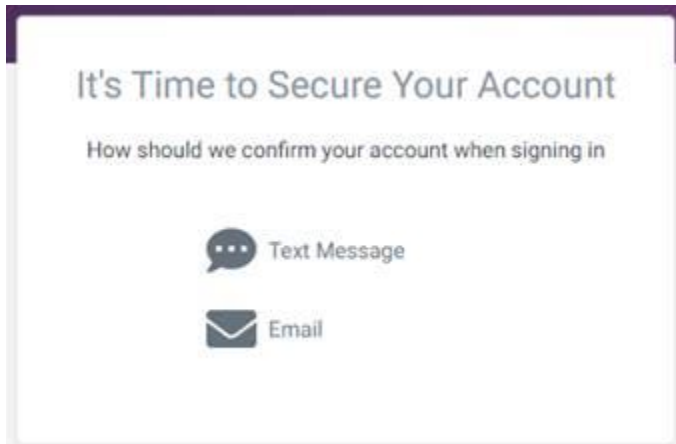 It's Time to Secure Your Account
How should we confirm your account when signing in
Text Message
Email